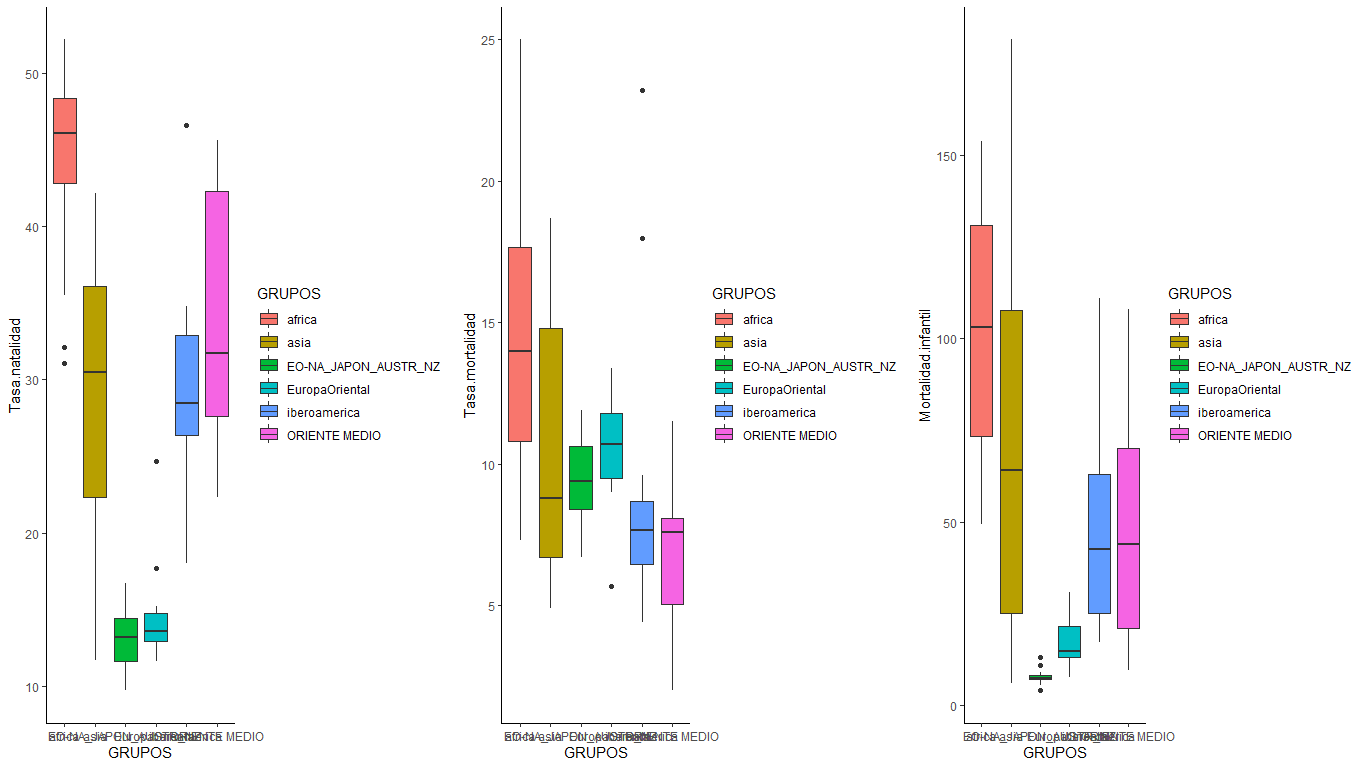 Tasa.natalidad
50
40
30
20
10
GRUPOS
GRUPOS
africa
asia
EO-NA_JAPON_AUSTR_NZ
EuropaOriental
iberoamerica
ORIENTE MEDIO
Tasa.mortalidad
25
20
15
10
5
GRUPOS
GRUPOS
africa
asia
EO-NA_JAPON_AUSTR_NZ
EuropaOriental
iberoamerica
ORIENTE MEDIO
Mortalidad.infantil
150
100
50
0
GRUPOS
GRUPOS
africa
asia
EO-NA_JAPON_AUSTR_NZ
EuropaOriental
iberoamerica
ORIENTE MEDIO